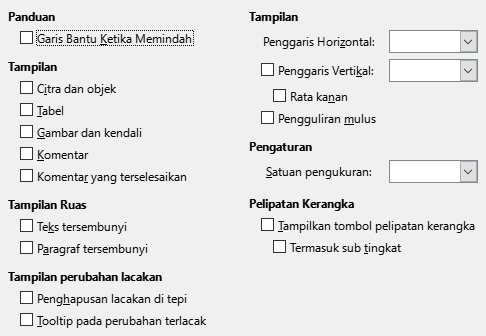 Panduan
Garis Bantu Ketika Memindah
Tampilan
Citra dan objek
Tabel
Gambar dan kendali
Komentar
Komentar yang terselesaikan
Tampilan Ruas
Teks tersembunyi
Paragraf tersembunyi
Tampilan perubahan lacakan
Penghapusan lacakan di tepi
Tooltip pada perubahan terlacak
Tampilan
Penggaris Horizontal:
Penggaris Vertikal:
Rata kanan
Pengguliran mulus
Pengaturan
Satuan pengukuran:
Pelipatan Kerangka
Tampilkan tombol pelipatan kerangka
Termasuk sub tingkat